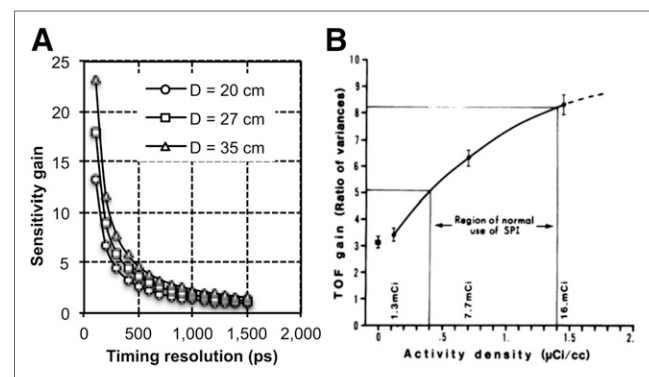 A
25
20
15
10
5
0
Sensitivity gain
D = 20 cm
D = 27 cm
D = 35 cm
0 500 1,000 1,500 2,000
Timing resolution (ps)
B
10
9
8
7
6
5
4
3
2
1
0
TOF gain (Ratio of variances)
Region of normal
use of SPI
1.3mCi
7.7mCi
16.mCi
0 .5 1. 1.5 2.
Activity density (µCi/cc)